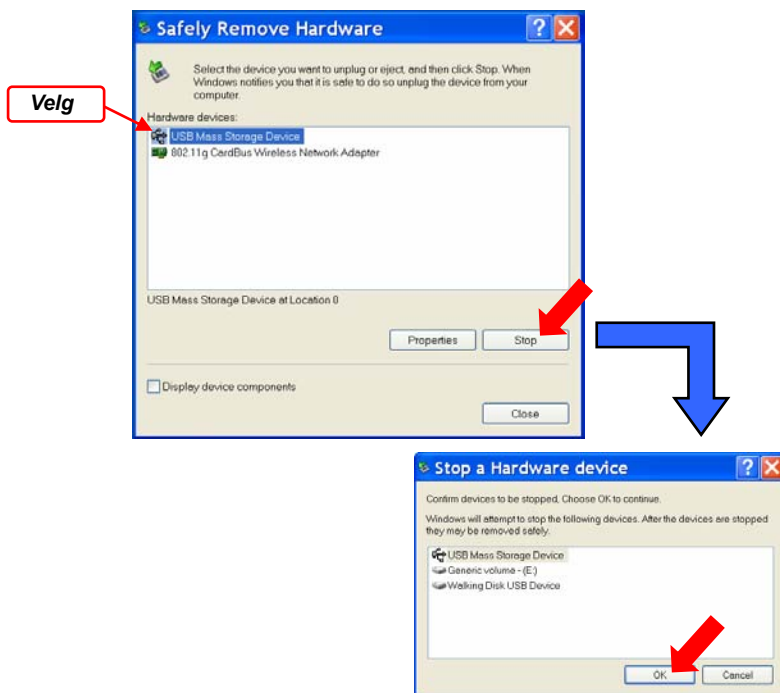 Safely Remove Hardware
Select the device you want to unplug or eject, and then click Stop. When
Windows notifies you that it is safe to do so unplug the device from your
computer.
Velg
Hardware devices:
USB Mass Storage Device
802.11g CardBus Wireless Network Adapter
USB Mass Storage Device at Location 0
Properties
Stop
Display device components
Close
Stop a Hardware device
Confirm devices to be stopped, Choose OK to continue.
Windows will attempt to stop the following devices. After the devices are stopped
they may be removed safely.
USB Mass Storage Device
Generic volume - (E:)
Walking Disk USB Device
OK
Cancel